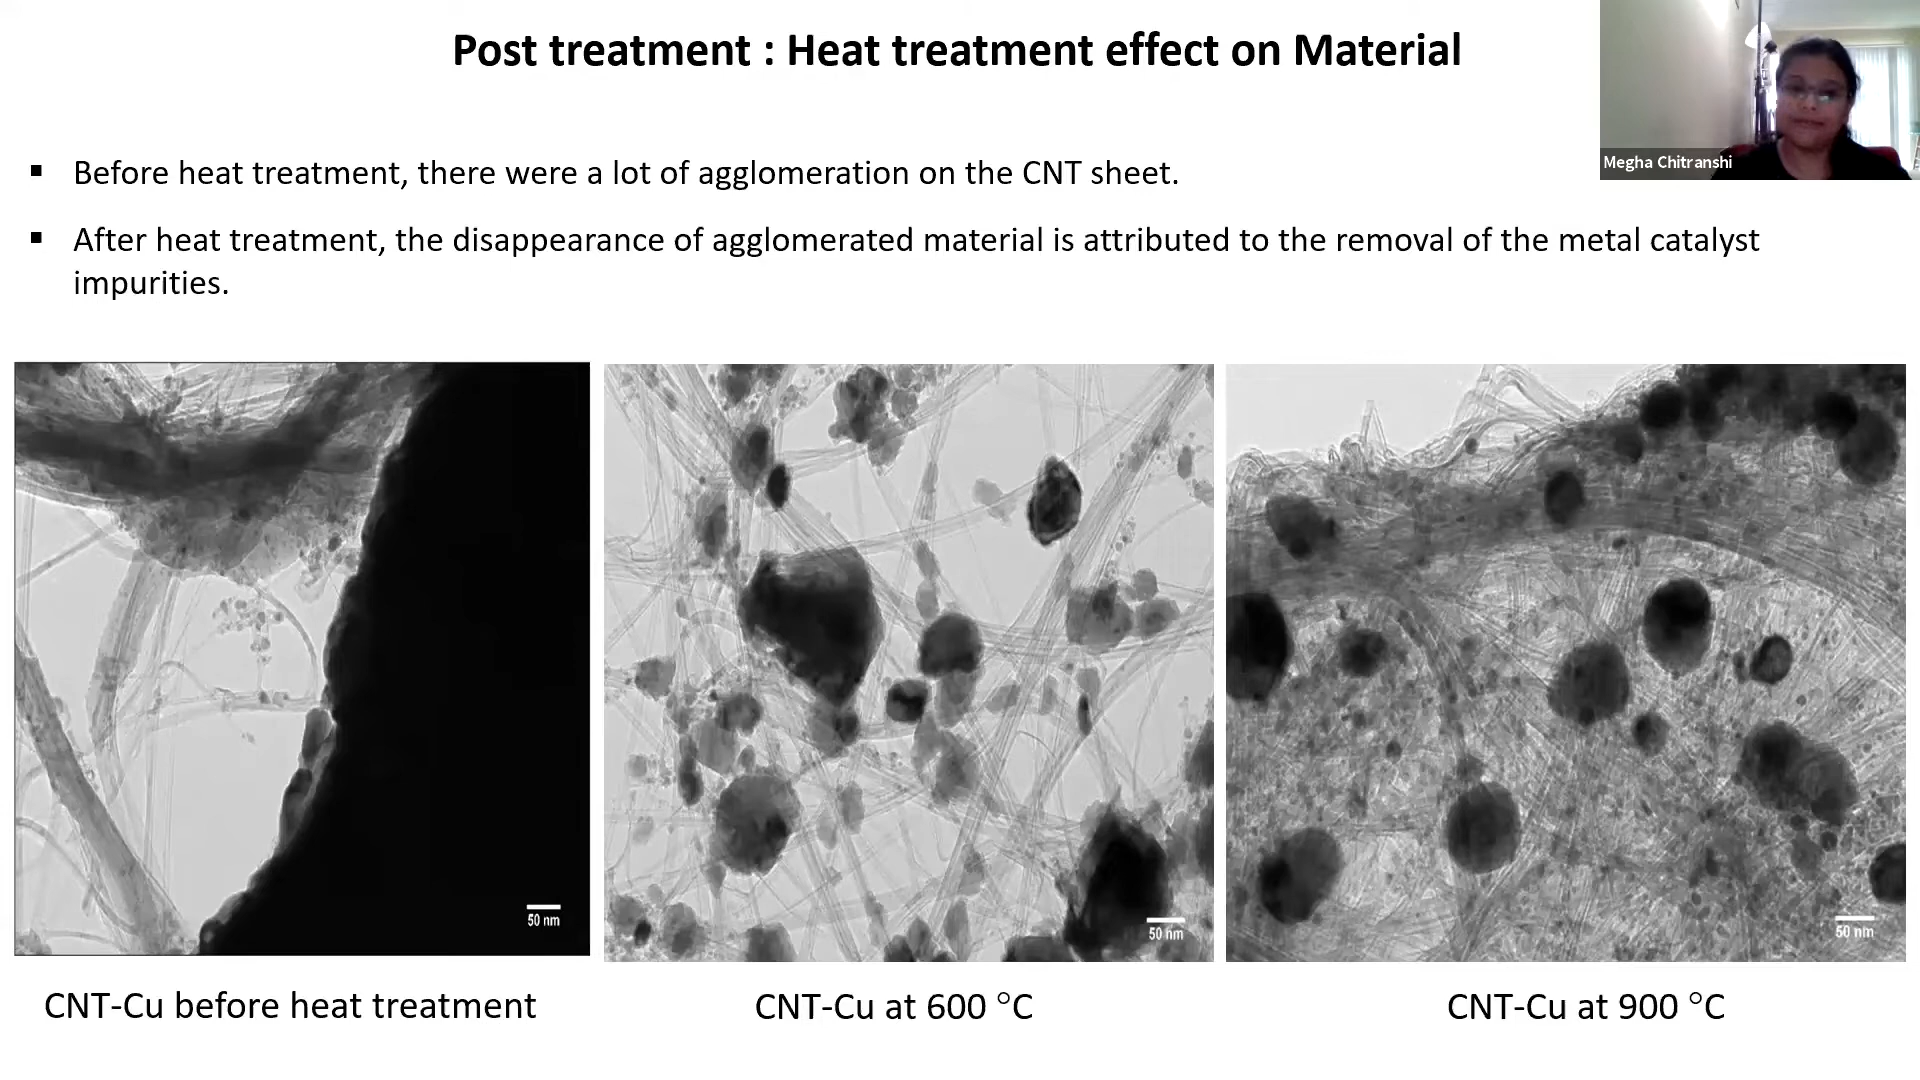 Post treatment : Heat treatment effect on Material
Megha Chitranshi
▪ Before heat treatment, there were a lot of agglomeration on the CNT sheet.
▪ After heat treatment, the disappearance of agglomerated material is attributed to the removal of the metal catalyst
impurities.
50 nm
50 nm
50 nm
CNT-Cu before heat treatment
CNT-Cu at 600 °C
CNT-Cu at 900 °C